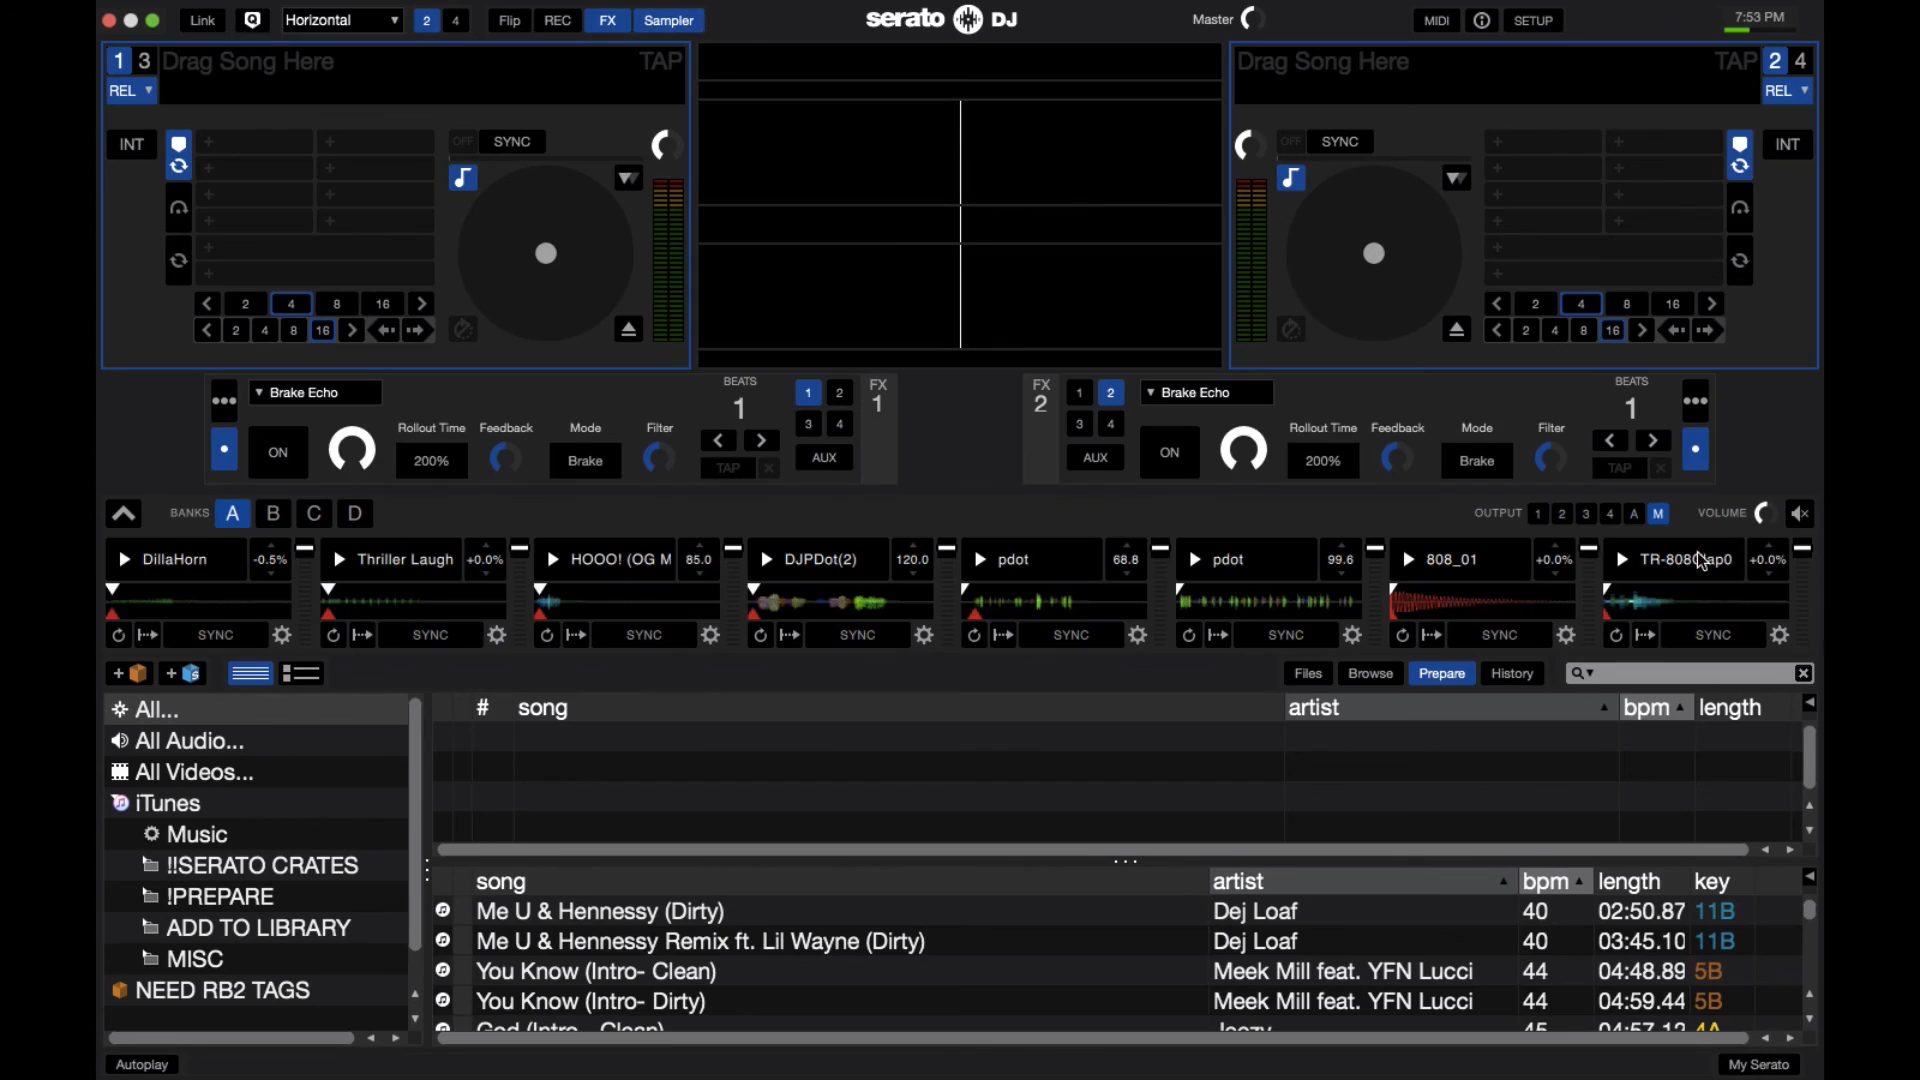 Link Horizontal 2 4 Flip REC FX Sampler serato DJ Master MIDI SETUP 7:53 PM
1 3 Drag Song Here TAP
REL
Drag Song Here TAP 2 4
REL
INT OFF SYNC
2 4 8 16
2 4 8 16
OFF SYNC INT
2 4 8 16
2 4 8 16
Brake Echo BEATS 1 2 FX
1 3 4 1
Rollout Time Feedback Mode Filter
ON 200% Brake TAP AUX
FX 1 2 Brake Echo BEATS
2 3 4 1
Rollout Time Feedback Mode Filter
AUX ON 200% Brake TAP
BANKS A B C D OUTPUT 1 2 3 4 A M VOLUME
DillaHorn -0.5% Thriller Laugh +0.0% HOOO! (OG M 85.0 DJPDot(2) 120.0 pdot 68.8 pdot 99.6 808_01 +0.0% +0.0%
SYNC SYNC SYNC SYNC SYNC SYNC SYNC SYNC
Files Browse Prepare History
All...
All Audio...
All Videos...
iTunes
Music
!!SERATO CRATES
!PREPARE
ADD TO LIBRARY
MISC
NEED RB2 TAGS
# song artist bpm length
song artist bpm length key
Me U & Hennessy (Dirty) Dej Loaf 40 02:50.87 11B
Me U & Hennessy Remix ft. Lil Wayne (Dirty) Dej Loaf 40 03:45.10 11B
You Know (Intro- Clean) Meek Mill feat. YFN Lucci 44 04:48.89 5B
You Know (Intro- Dirty) Meek Mill feat. YFN Lucci 44 04:59.44 5B
God (Intro - Clean) Jeezy 45 04:57.12 4A
Autoplay My Serato